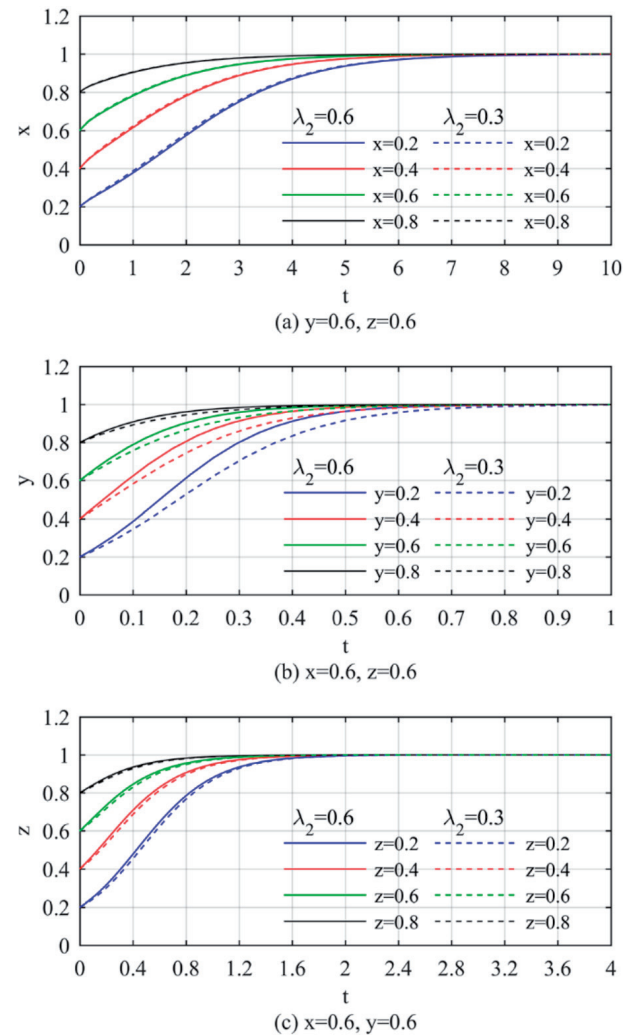 1.2
1
0.8
0.6
0.4
0.2
0
x
λ2=0.6 λ2=0.3
x=0.2 x=0.2
x=0.4 x=0.4
x=0.6 x=0.6
x=0.8 x=0.8
0 1 2 3 4 5 6 7 8 9 10
t
(a) y=0.6, z=0.6
1.2
1
0.8
0.6
0.4
0.2
0
y
λ2=0.6 λ2=0.3
y=0.2 y=0.2
y=0.4 y=0.4
y=0.6 y=0.6
y=0.8 y=0.8
0 0.1 0.2 0.3 0.4 0.5 0.6 0.7 0.8 0.9 1
t
(b) x=0.6, z=0.6
1.2
1
0.8
0.6
0.4
0.2
0
z
λ2=0.6 λ2=0.3
z=0.2 z=0.2
z=0.4 z=0.4
z=0.6 z=0.6
z=0.8 z=0.8
0 0.4 0.8 1.2 1.6 2 2.4 2.8 3.2 3.6 4
t
(c) x=0.6, y=0.6